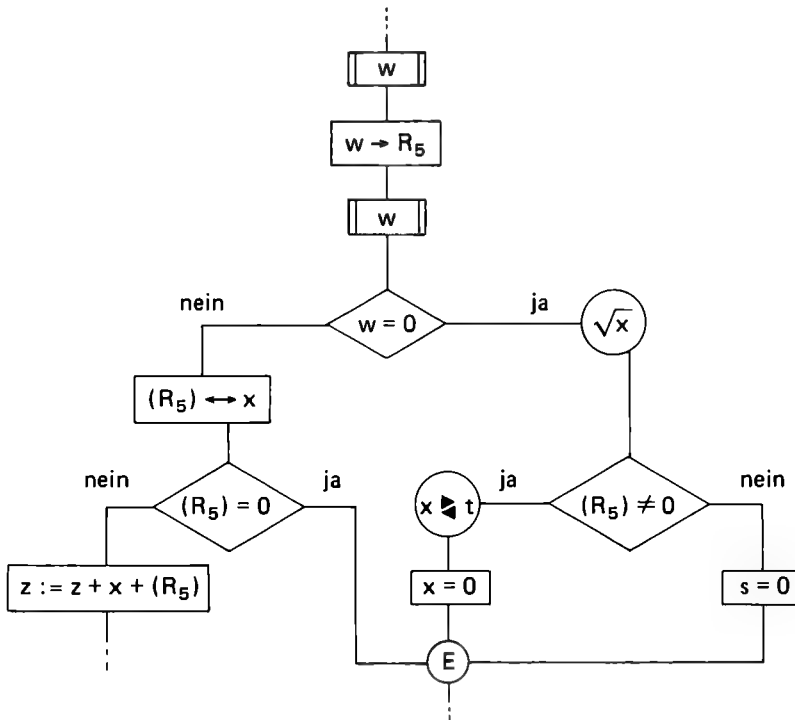 w
w → R₅
w
nein
w = 0
ja
√x
(R₅) ↔ x
nein
(R₅) = 0
ja
x ⇄ t
ja
(R₅) ≠ 0
nein
z := z + x + (R₅)
x = 0
s = 0
E